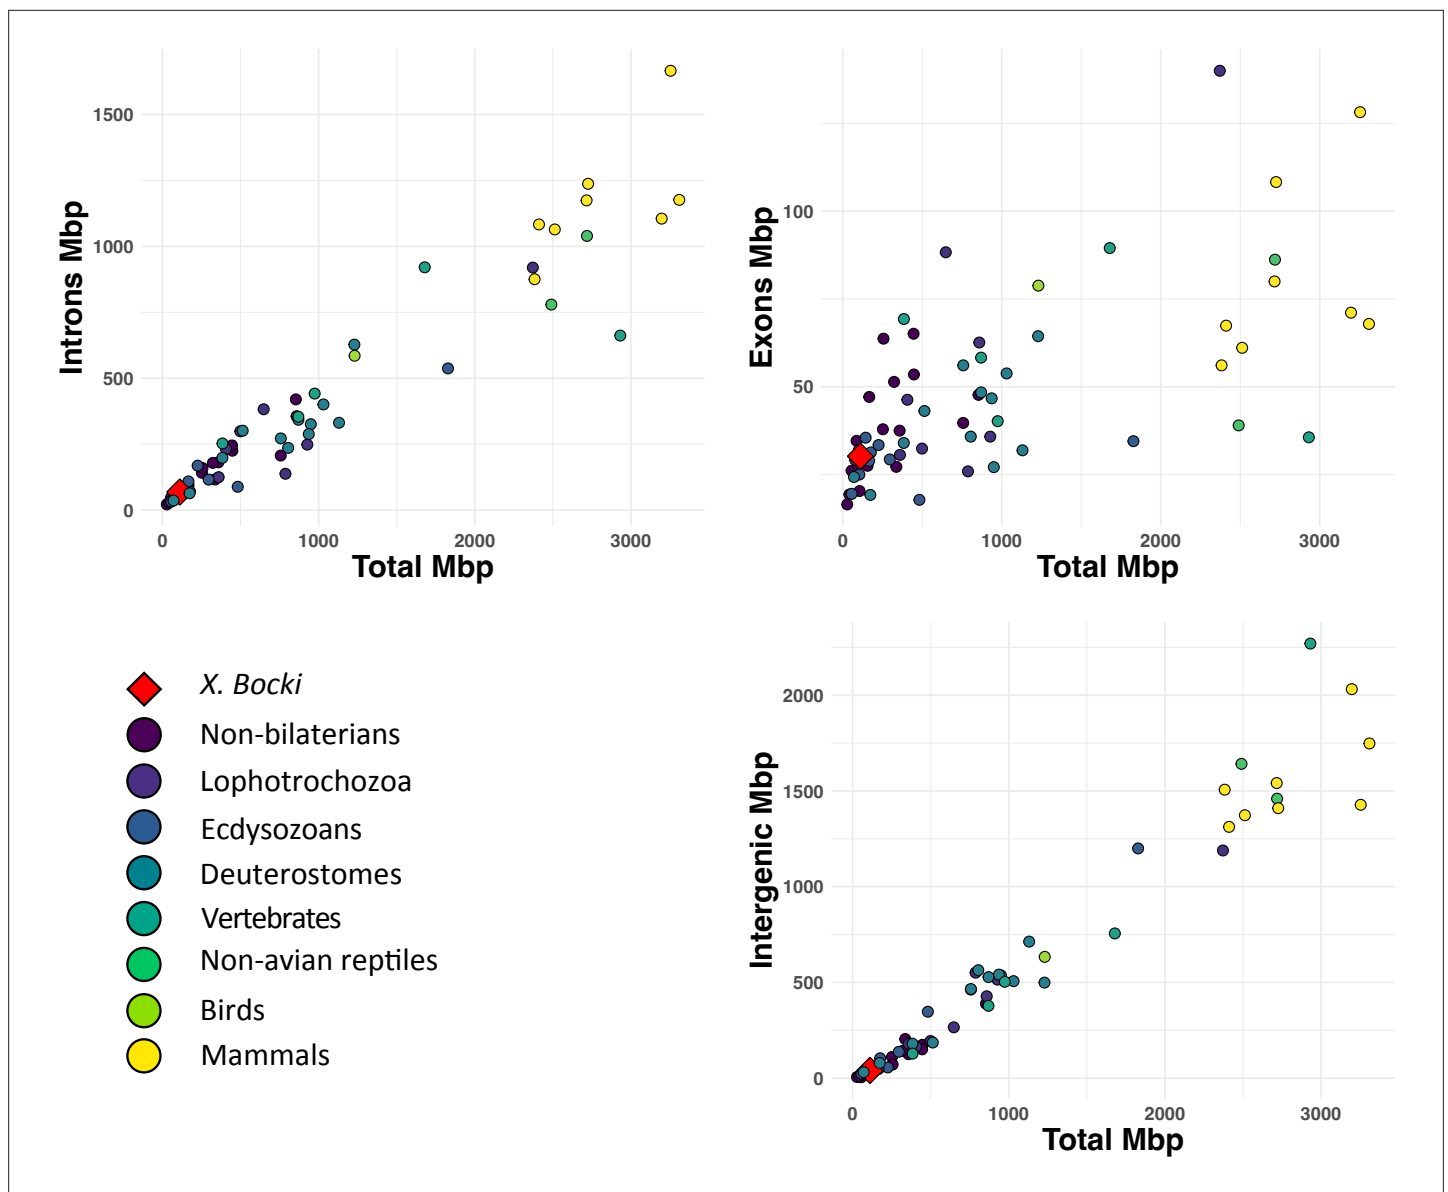 1500
1000
500
0
Introns Mbp
0 1000 2000 3000
Total Mbp
100
50
Exons Mbp
0 1000 2000 3000
Total Mbp
X. Bocki
Non-bilaterians
Lophotrochozoa
Ecdysozoans
Deuterostomes
Vertebrates
Non-avian reptiles
Birds
Mammals
2000
1500
1000
500
0
Intergenic Mbp
0 1000 2000 3000
Total Mbp